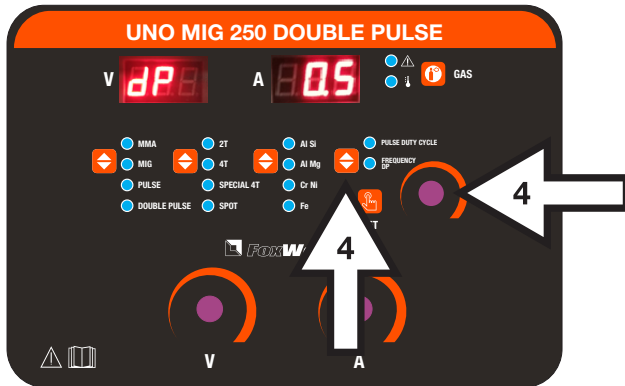 UNO MIG 250 DOUBLE PULSE
V dP A 0.5 GAS
MMA 2T Al Si PULSE DUTY CYCLE
MIG 4T Al Mg FREQUENCY DP
PULSE SPECIAL 4T Cr Ni
DOUBLE PULSE SPOT Fe
4
4
V A